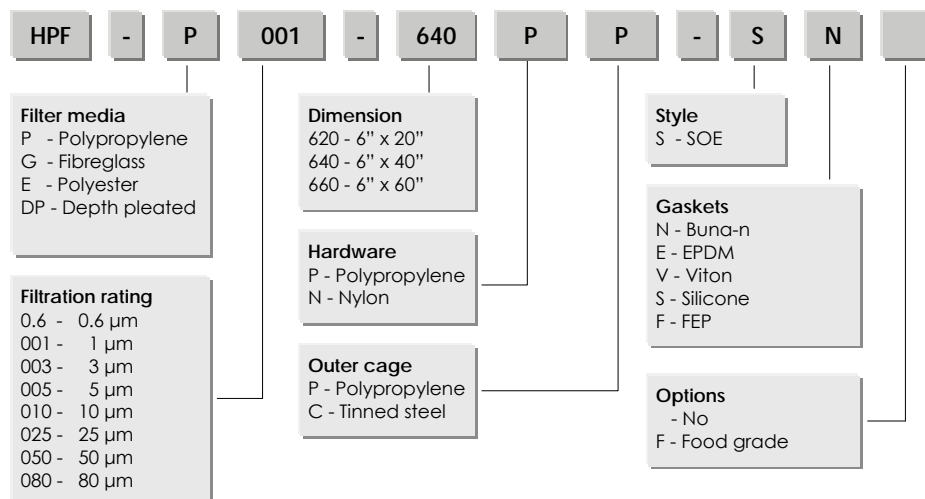 HPF - P 001 - 640 P P - S N
Filter media
P - Polypropylene
G - Fibreglass
E - Polyester
DP - Depth pleated
Filtration rating
0.6 - 0.6 µm
001 - 1 µm
003 - 3 µm
005 - 5 µm
010 - 10 µm
025 - 25 µm
050 - 50 µm
080 - 80 µm
Dimension
620 - 6” x 20”
640 - 6” x 40”
660 - 6” x 60”
Hardware
P - Polypropylene
N - Nylon
Outer cage
P - Polypropylene
C - Tinned steel
Style
S - SOE
Gaskets
N - Buna-n
E - EPDM
V - Viton
S - Silicone
F - FEP
Options
- No
F - Food grade